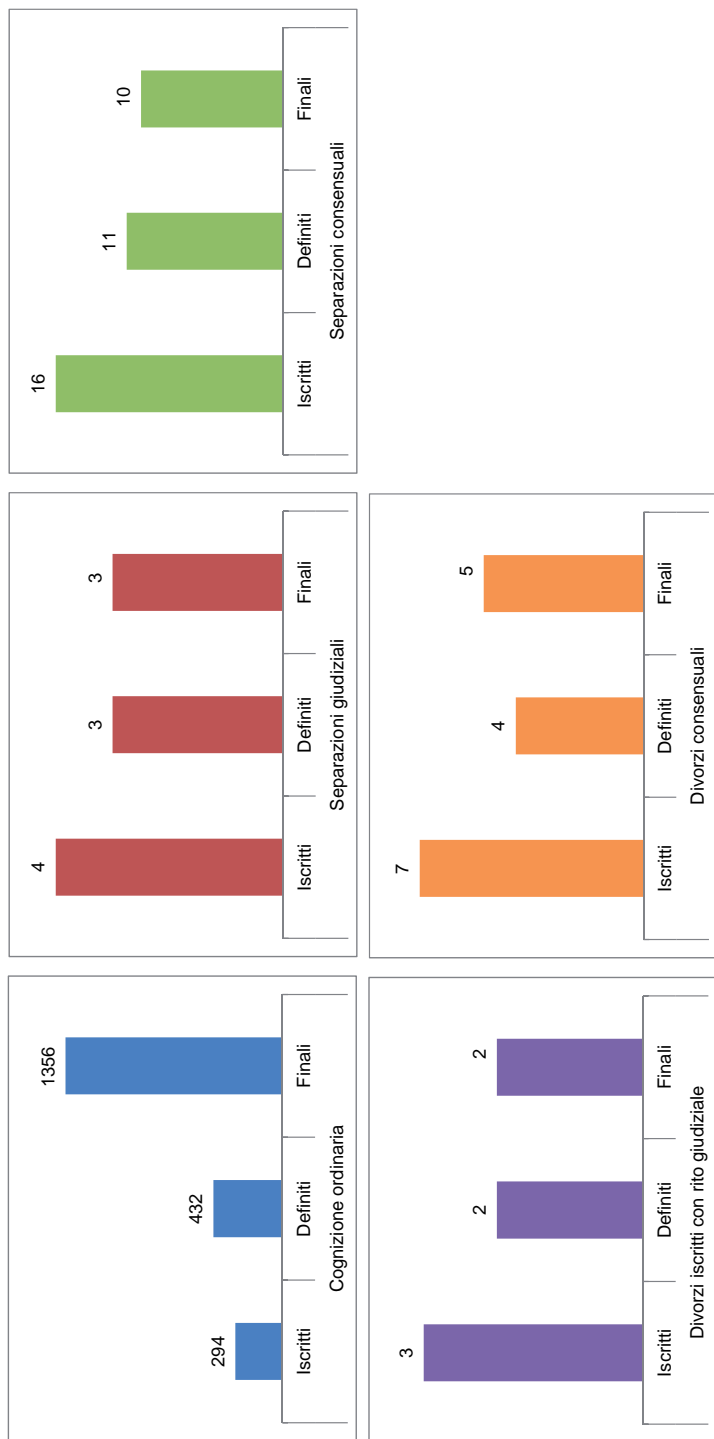 1356
432
294
Iscritti Definiti Finali
Cognizione ordinaria
4
3
3
Iscritti Definiti Finali
Separazioni giudiziali
16
11
10
Iscritti Definiti Finali
Separazioni consensuali
3
2
2
Iscritti Definiti Finali
Divorzi iscritti con rito giudiziale
7
4
5
Iscritti Definiti Finali
Divorzi consensuali